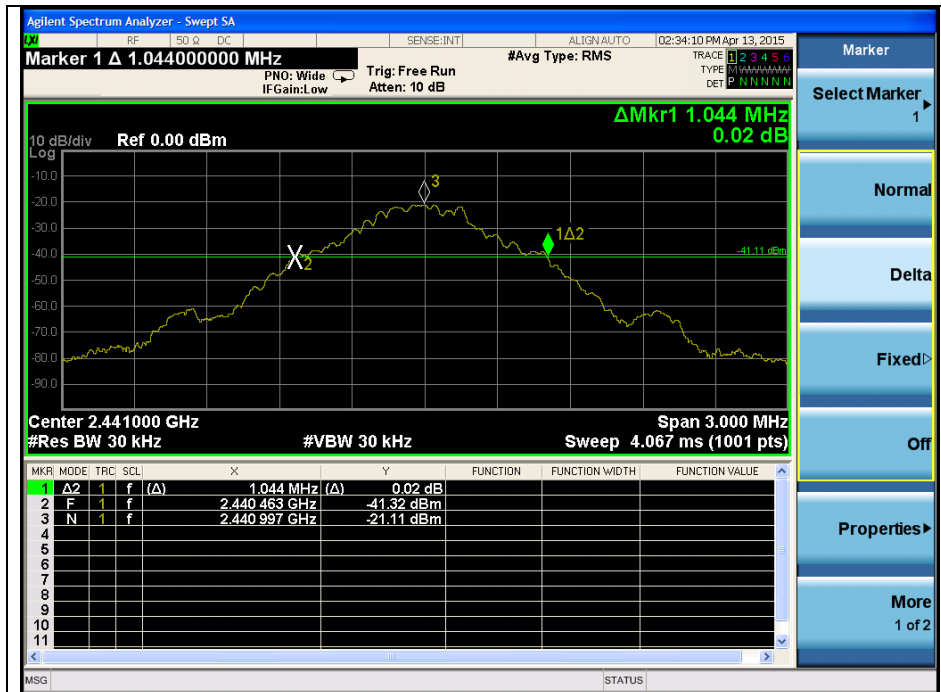 Agilent Spectrum Analyzer - Swept SA
LXI RF 50 Ω DC SENSE:INT ALIGN AUTO 02:34:10 PM Apr 13, 2015
Marker 1 Δ 1.044000000 MHz
PNO: Wide
IFGain:Low
Trig: Free Run
Atten: 10 dB
#Avg Type: RMS
TRACE 1 2 3 4 5 6
TYPE M WWWWW
DET P N N N N N
ΔMkr1 1.044 MHz
0.02 dB
10 dB/div Ref 0.00 dBm
Log
-10.0
-20.0
-30.0
-40.0
-60.0
-70.0
-80.0
-90.0
3
1Δ2
X2
-41.11 dBm
Center 2.441000 GHz Span 3.000 MHz
#Res BW 30 kHz #VBW 30 kHz Sweep 4.067 ms (1001 pts)
MKR MODE TRC SCL X Y FUNCTION FUNCTION WIDTH FUNCTION VALUE
1 Δ2 1 f (Δ) 1.044 MHz (Δ) 0.02 dB
2 F 1 f 2.440 463 GHz -41.32 dBm
3 N 1 f 2.440 997 GHz -21.11 dBm
4
5
6
7
8
9
10
11
MSG STATUS
Marker
Select Marker
1
Normal
Delta
Fixed
Off
Properties
More
1 of 2